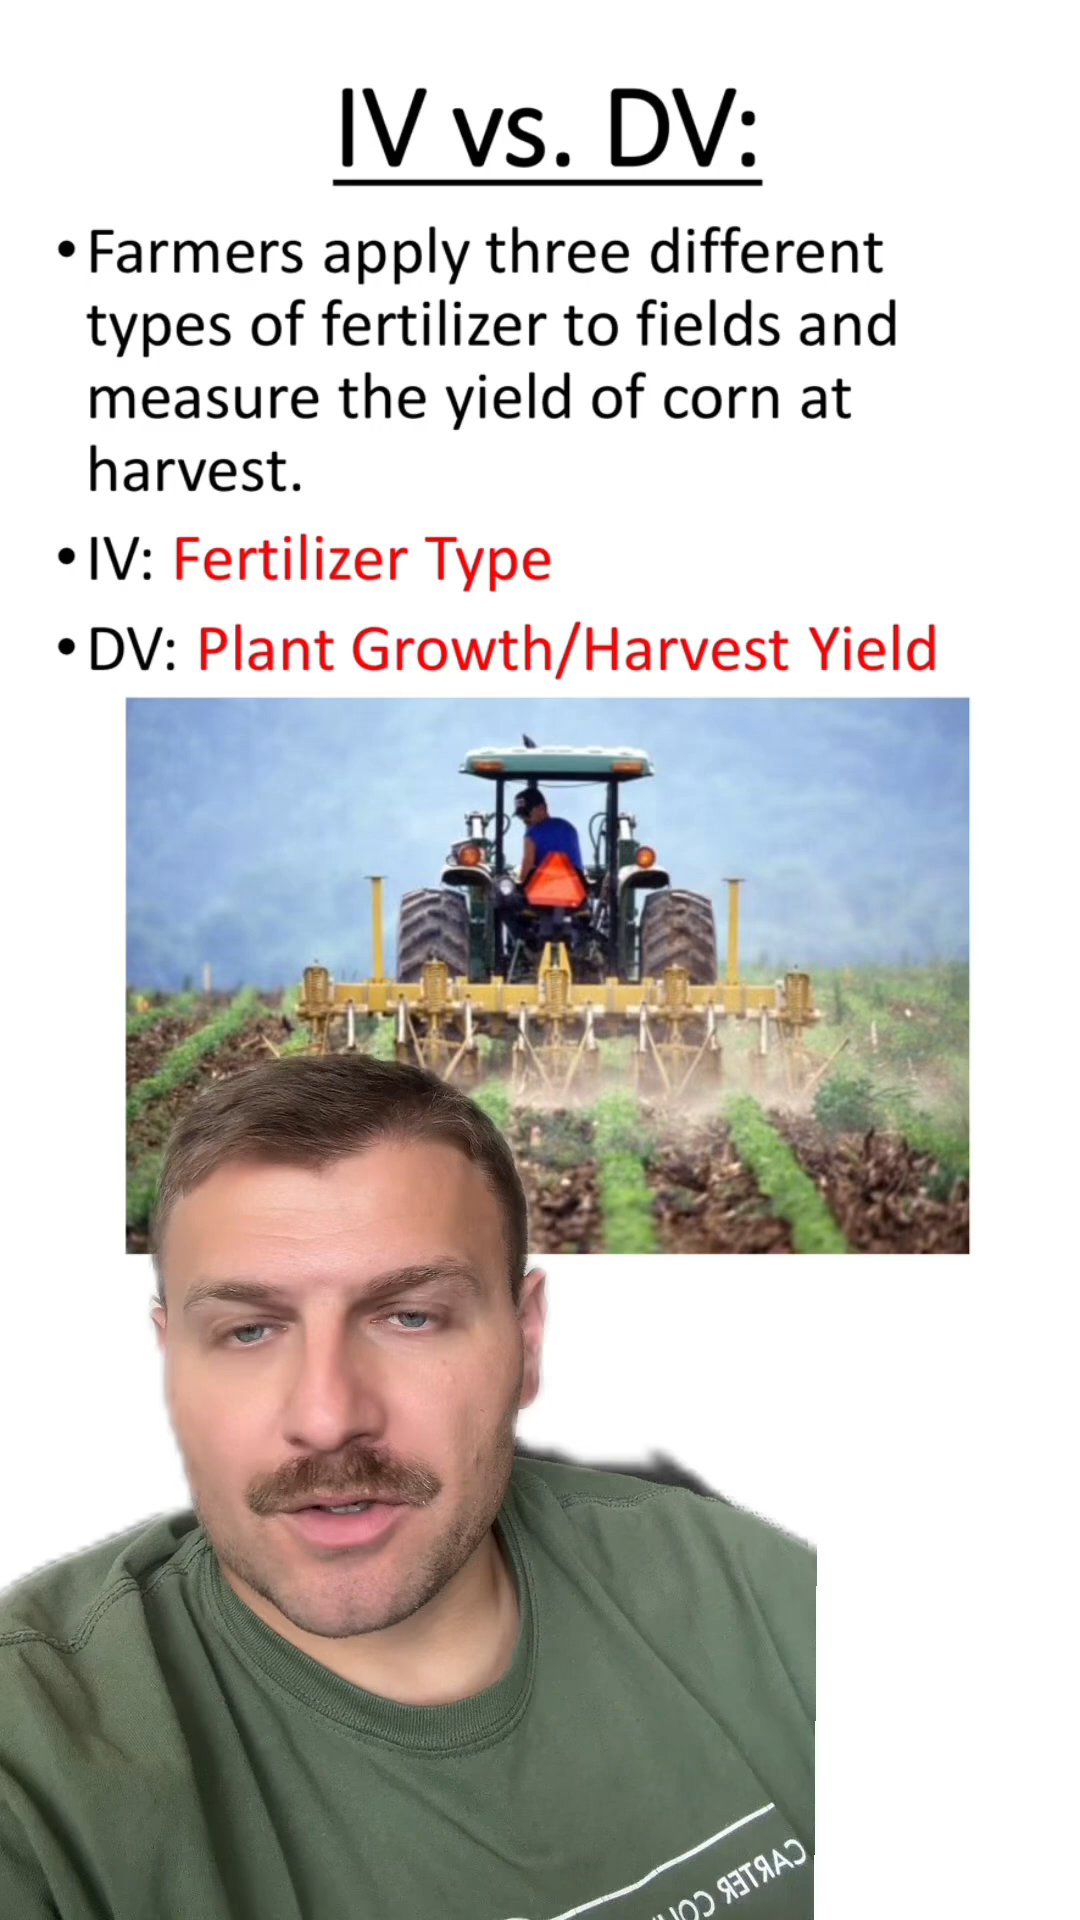 IV vs. DV:
•Farmers apply three different
types of fertilizer to fields and
measure the yield of corn at
harvest.
•IV: Fertilizer Type
•DV: Plant Growth/Harvest Yield
CARTER